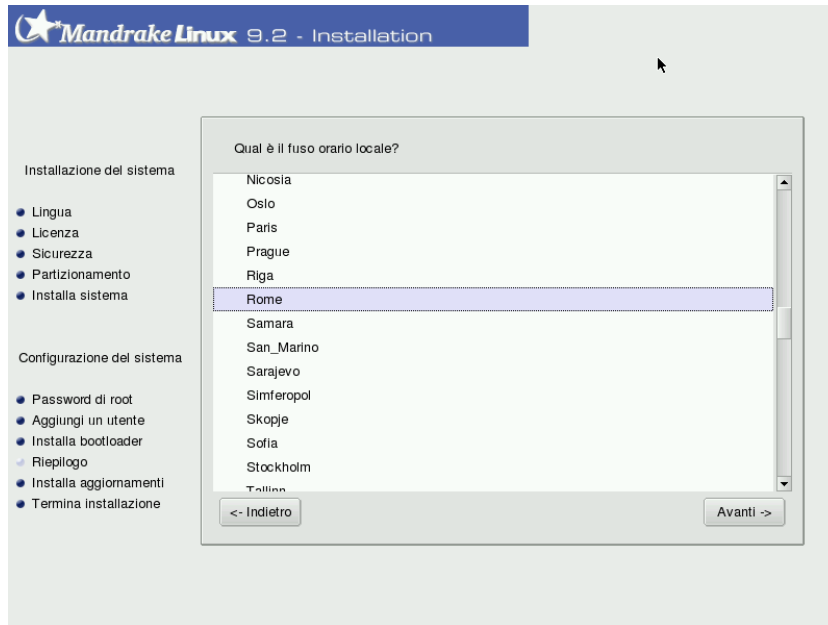 Mandrake Linux 9.2 - Installation
Installazione del sistema
Lingua
Licenza
Sicurezza
Partizionamento
Installa sistema
Configurazione del sistema
Password di root
Aggiungi un utente
Installa bootloader
Riepilogo
Installa aggiornamenti
Termina installazione
Qual è il fuso orario locale?
Nicosia
Oslo
Paris
Prague
Riga
Rome
Samara
San_Marino
Sarajevo
Simferopol
Skopje
Sofia
Stockholm
Tallinn
<- Indietro
Avanti ->